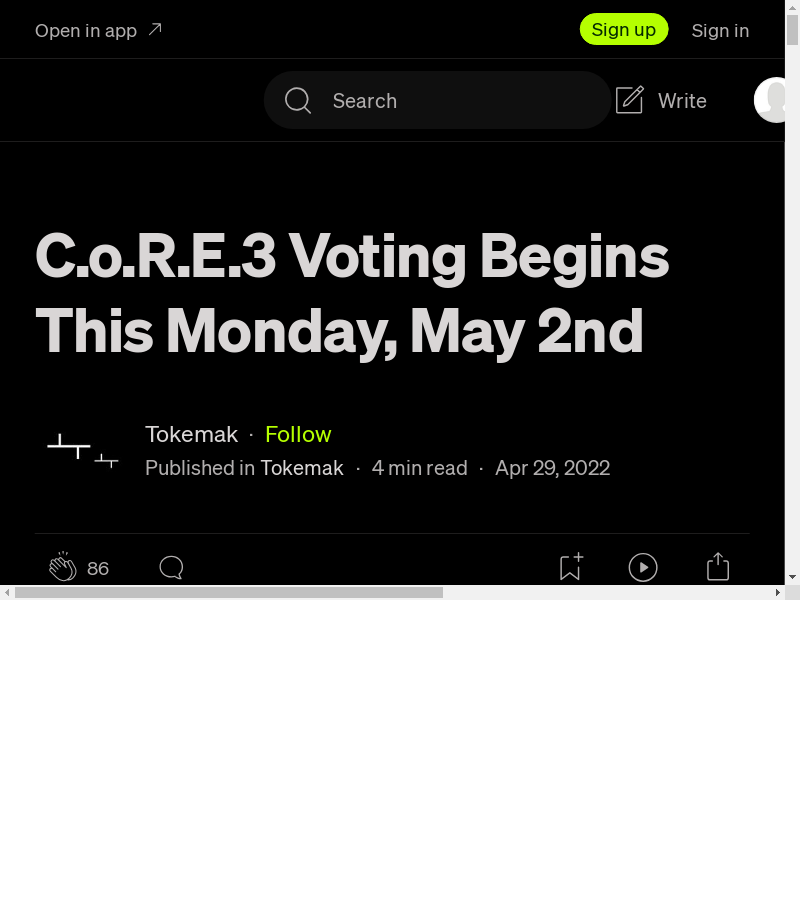 Open in app
Sign up
Sign in
Search
Write
C.o.R.E.3 Voting Begins
This Monday, May 2nd
Tokemak · Follow
Published in Tokemak · 4 min read · Apr 29, 2022
86